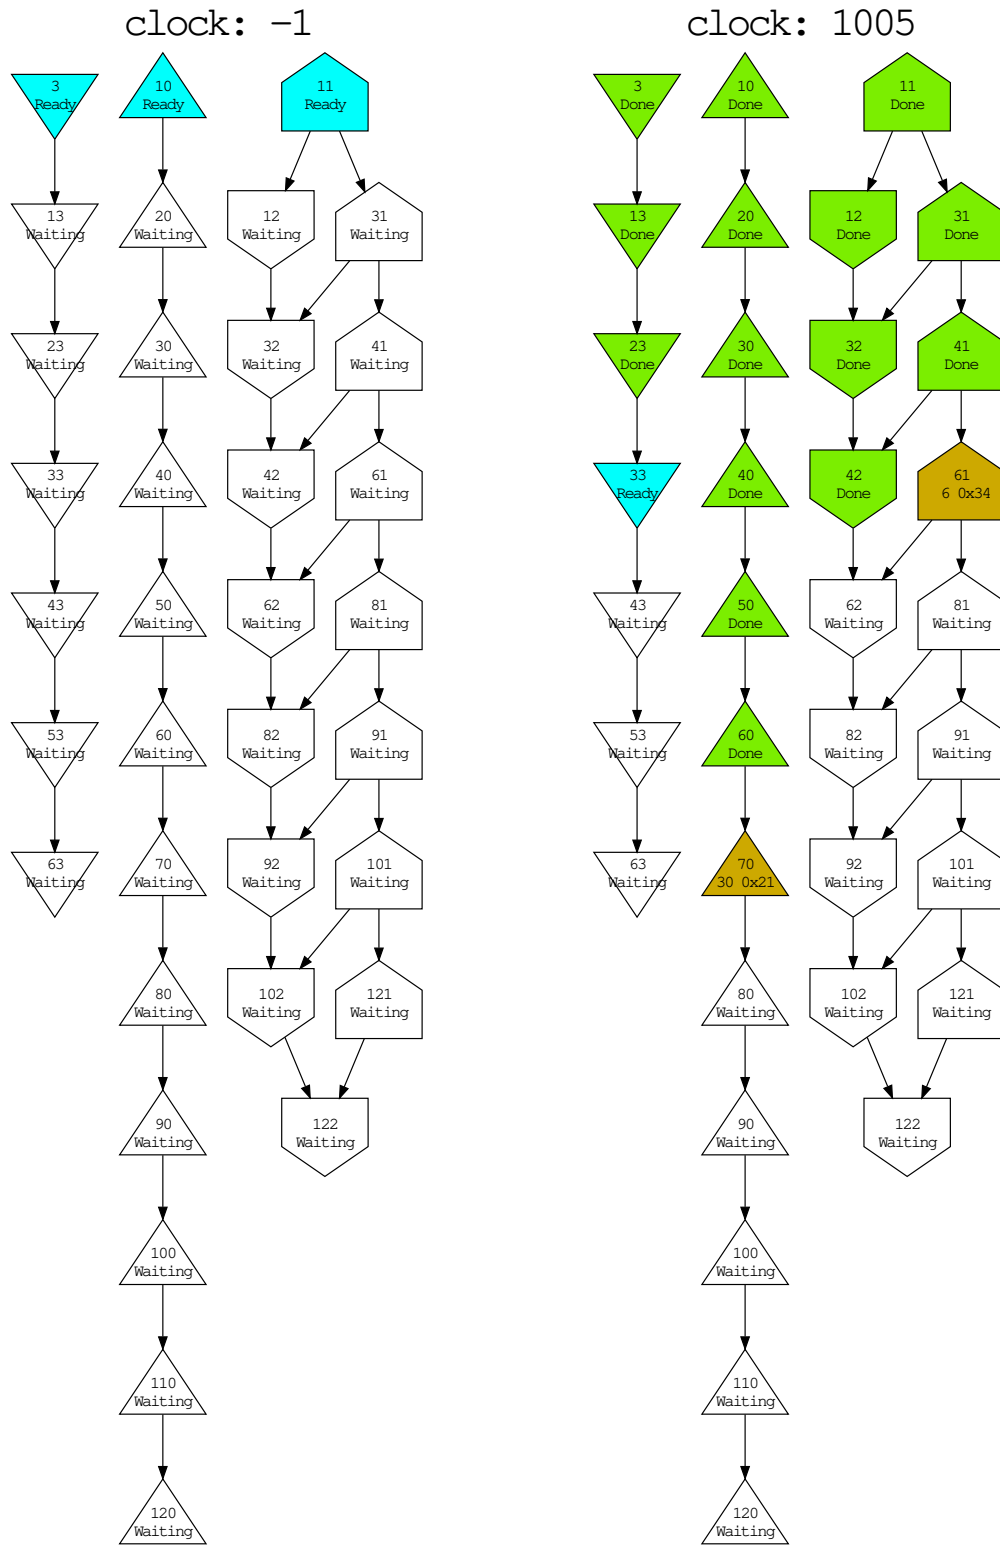 clock: −1
3
Ready
10
Ready
11
Ready
13
Waiting
20
Waiting
12
Waiting
31
Waiting
23
Waiting
30
Waiting
32
Waiting
41
Waiting
33
Waiting
40
Waiting
42
Waiting
61
Waiting
43
Waiting
50
Waiting
62
Waiting
81
Waiting
53
Waiting
60
Waiting
82
Waiting
91
Waiting
63
Waiting
70
Waiting
92
Waiting
101
Waiting
80
Waiting
102
Waiting
121
Waiting
90
Waiting
122
Waiting
100
Waiting
110
Waiting
120
Waiting
clock: 1005
3
Done
10
Done
11
Done
13
Done
20
Done
12
Done
31
Done
23
Done
30
Done
32
Done
41
Done
33
Ready
40
Done
42
Done
61
6 0x34
43
Waiting
50
Done
62
Waiting
81
Waiting
53
Waiting
60
Done
82
Waiting
91
Waiting
63
Waiting
70
30 0x21
92
Waiting
101
Waiting
80
Waiting
102
Waiting
121
Waiting
90
Waiting
122
Waiting
100
Waiting
110
Waiting
120
Waiting